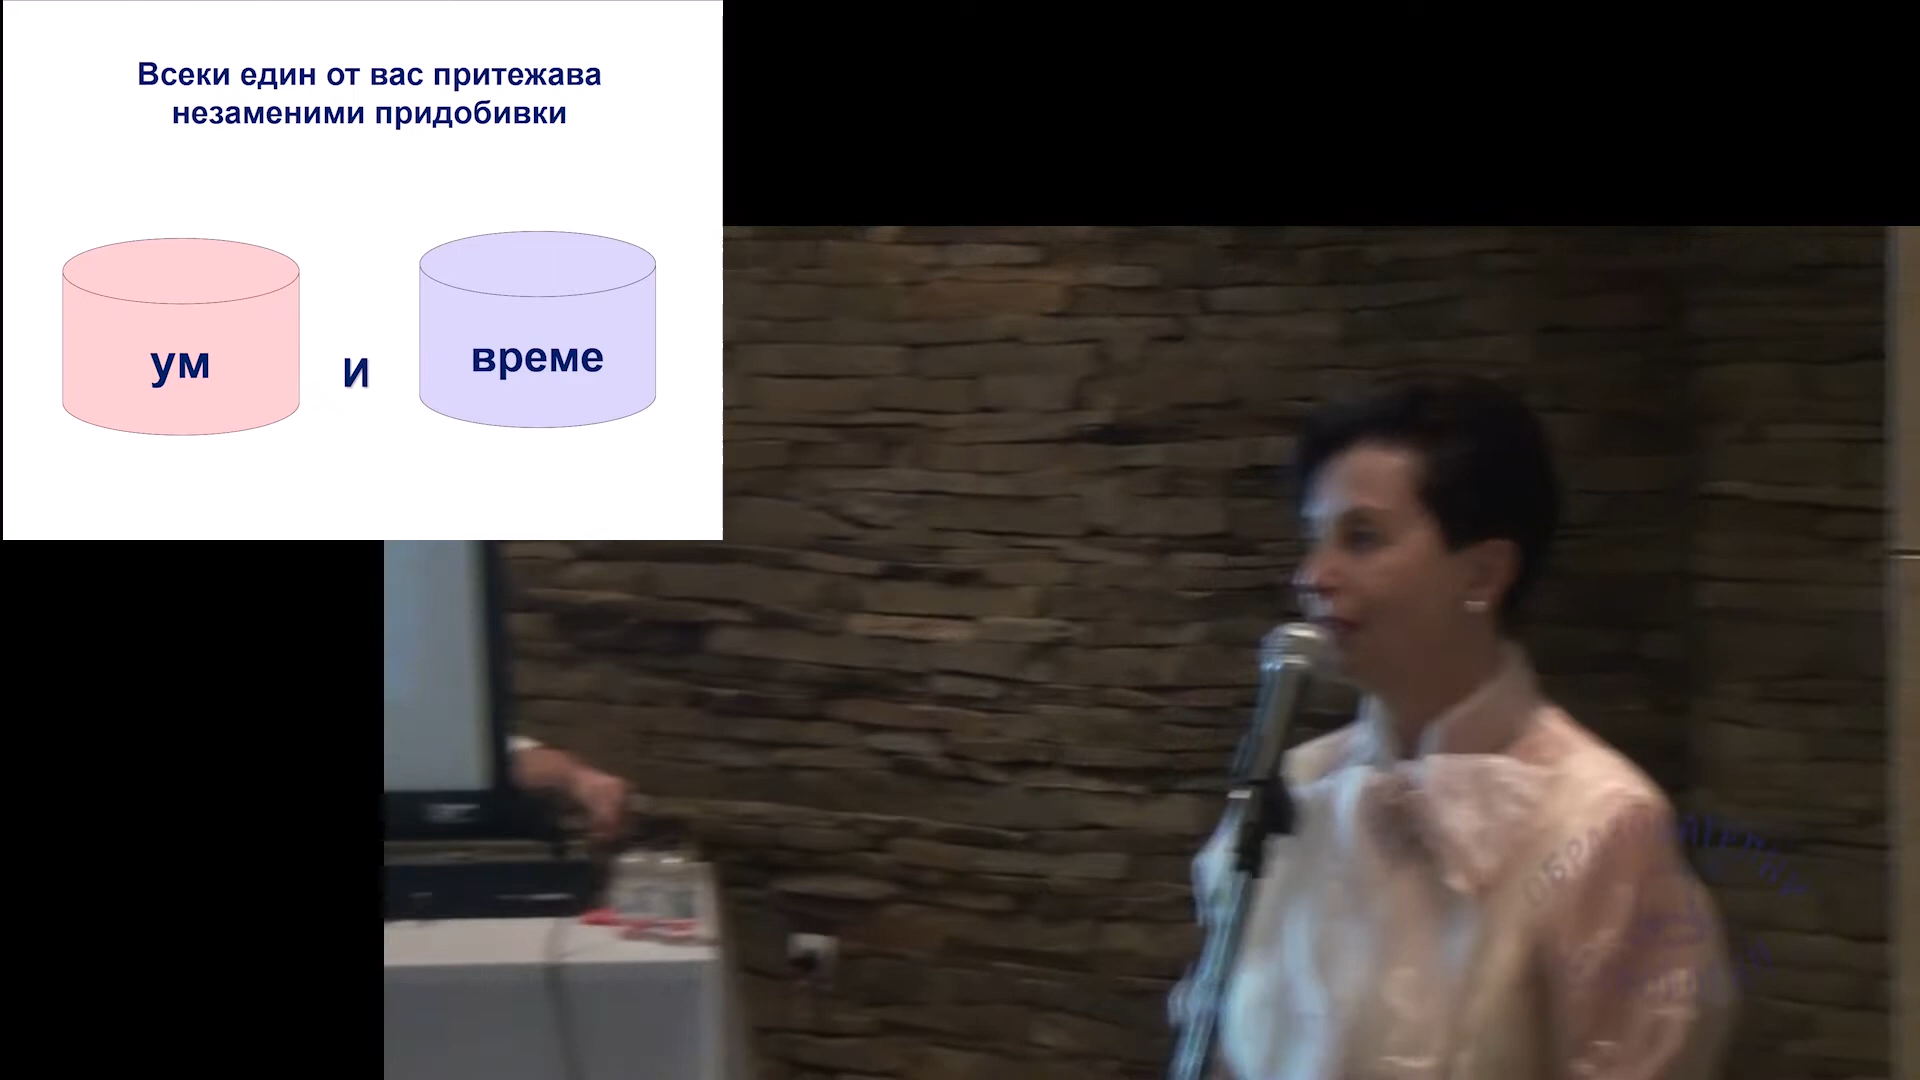 Всеки един от вас притежава
незаменими придобивки
ум
и
време